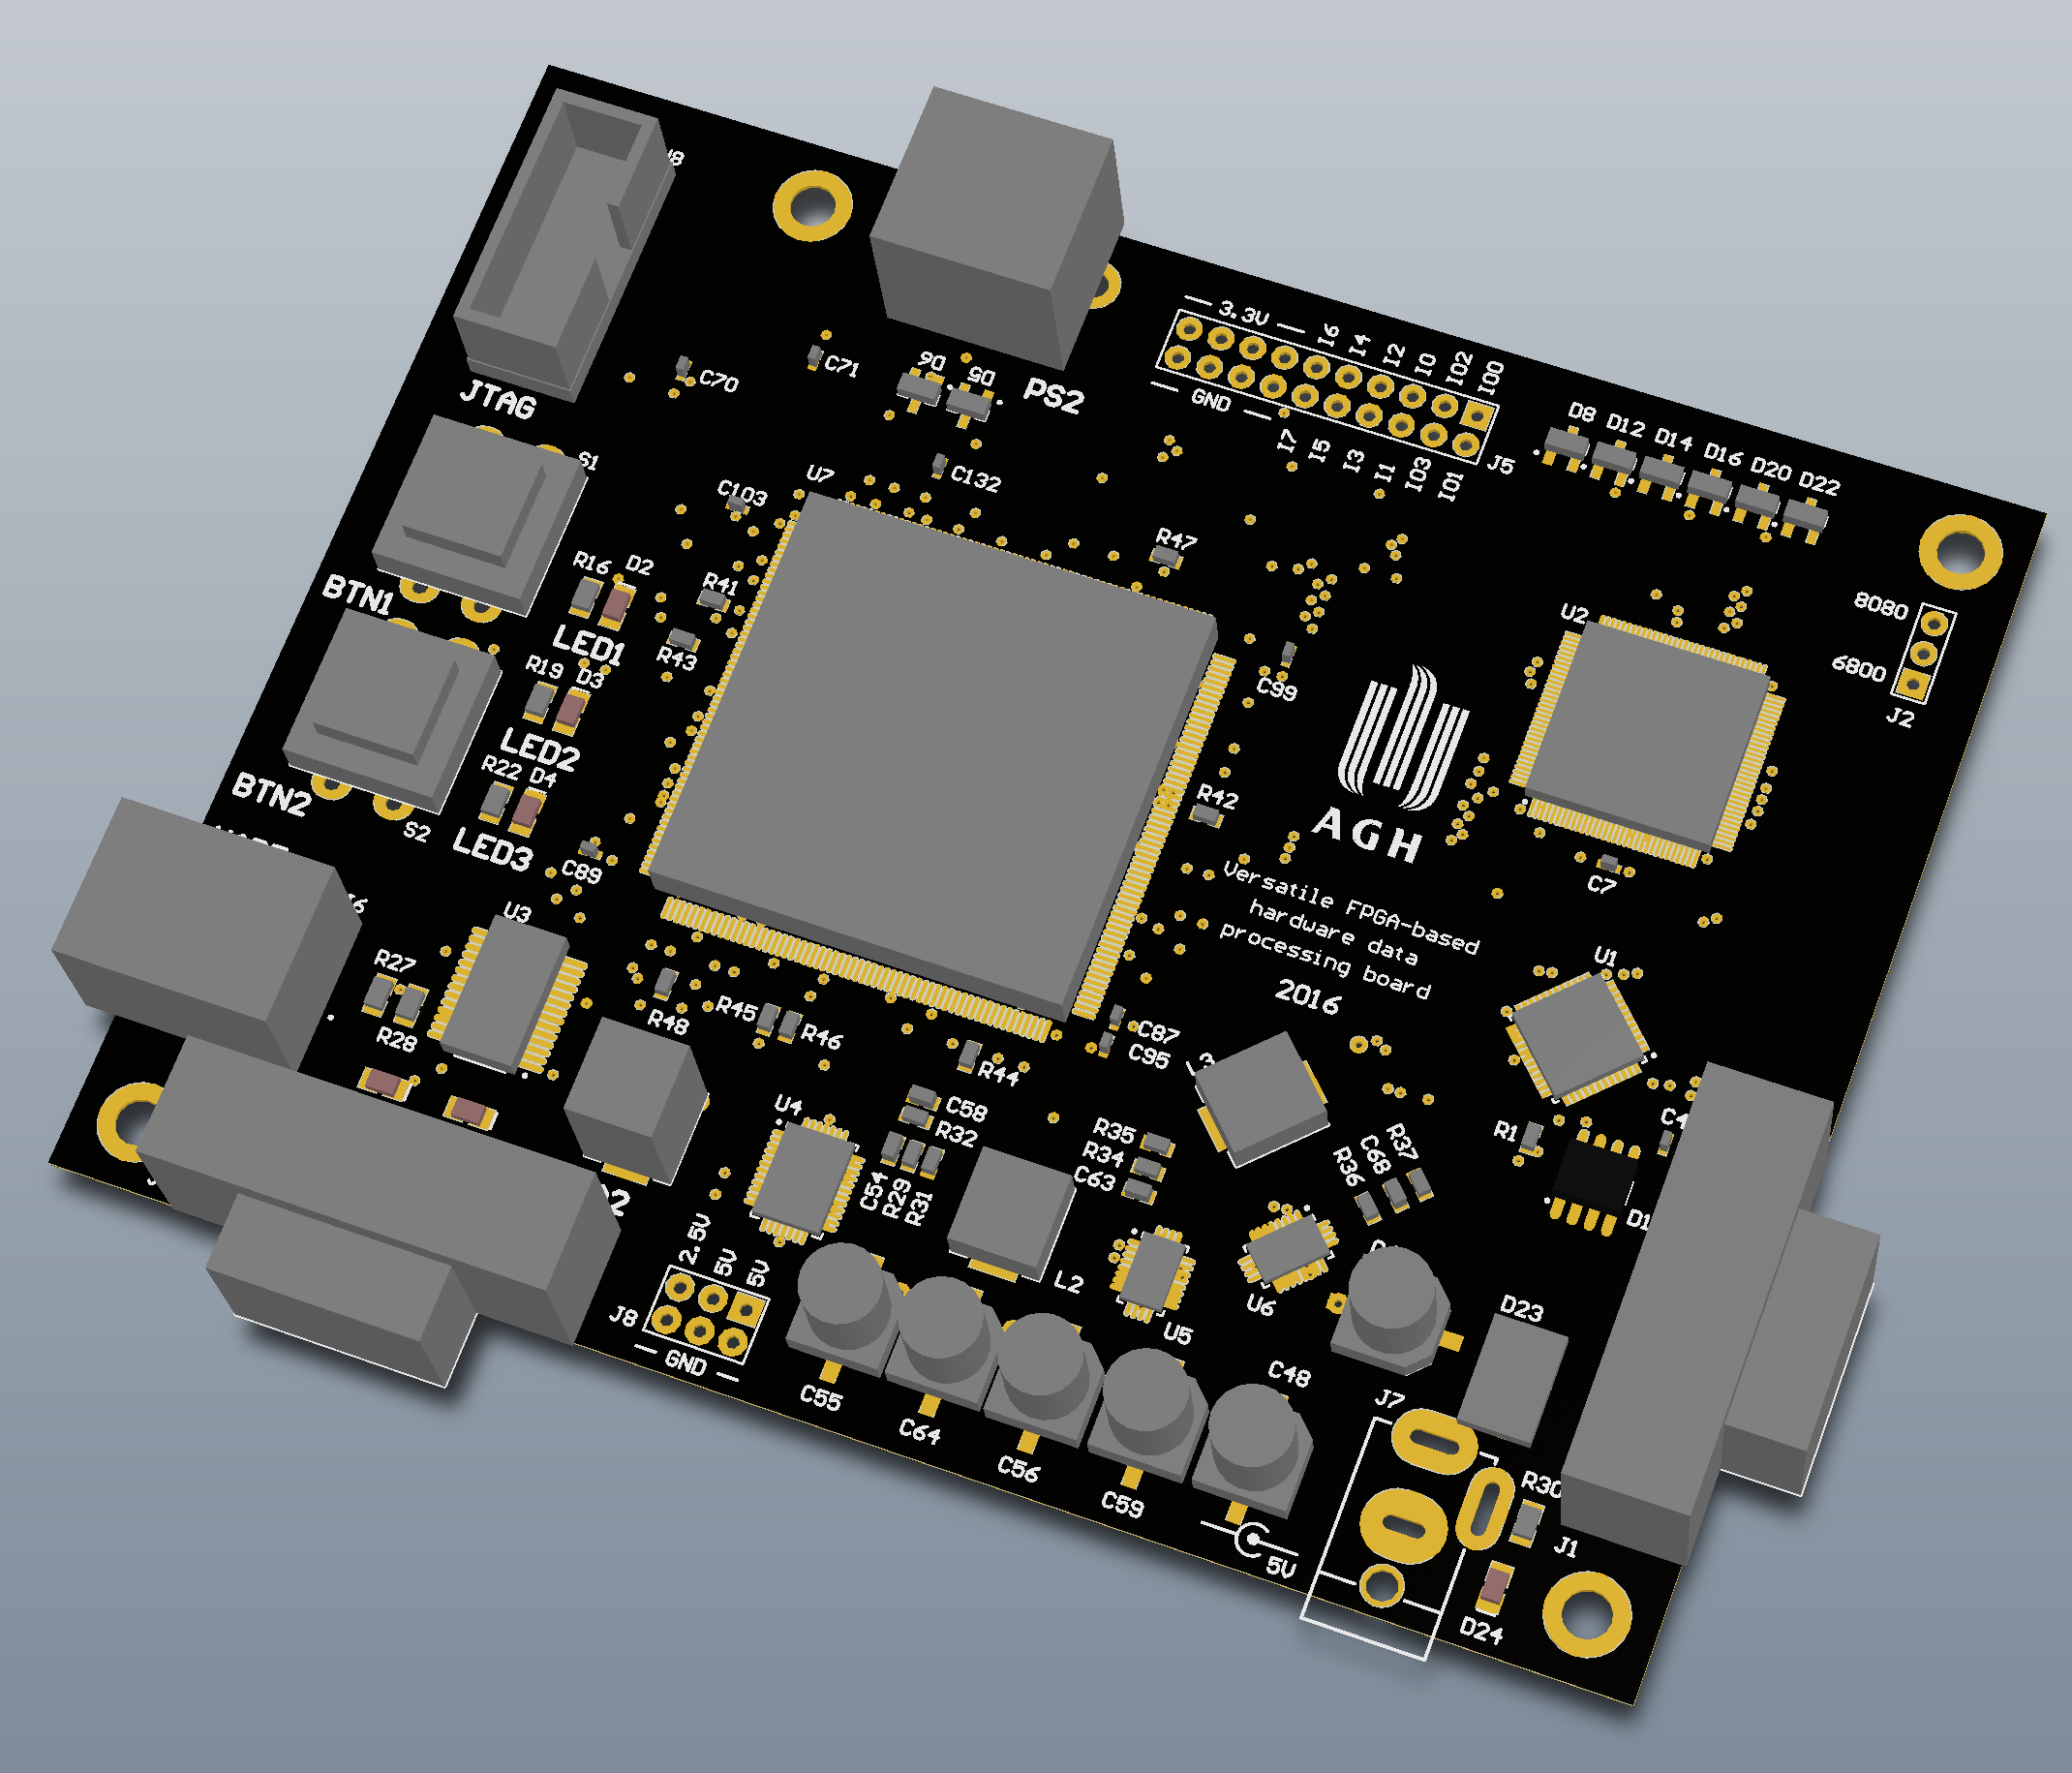 JTAG
C70
C71
D6
D5
PS2
3.3V
I6
I4
I2
I0
IO2
IO0
GND
I7
I5
I3
I1
IO3
IO1
J5
D8
D12
D14
D16
D20
D22
S1
C103
U7
C132
R47
8080
6800
J2
U2
BTN1
R16
D2
LED1
R41
R43
C99
R19
D3
LED2
R42
BTN2
S2
R22
D4
LED3
C89
AGH
C7
Versatile FPGA-based
hardware data
processing board
2016
U3
U1
R27
R28
R48
R45
R46
R44
C87
C95
U4
C58
R32
C54
R29
R31
R35
R34
C63
R36
C68
R37
R1
L2
U5
U6
2.5V
5V
5V
J8
GND
C55
C64
C56
C59
C48
D23
J7
5V
R30
J1
D24